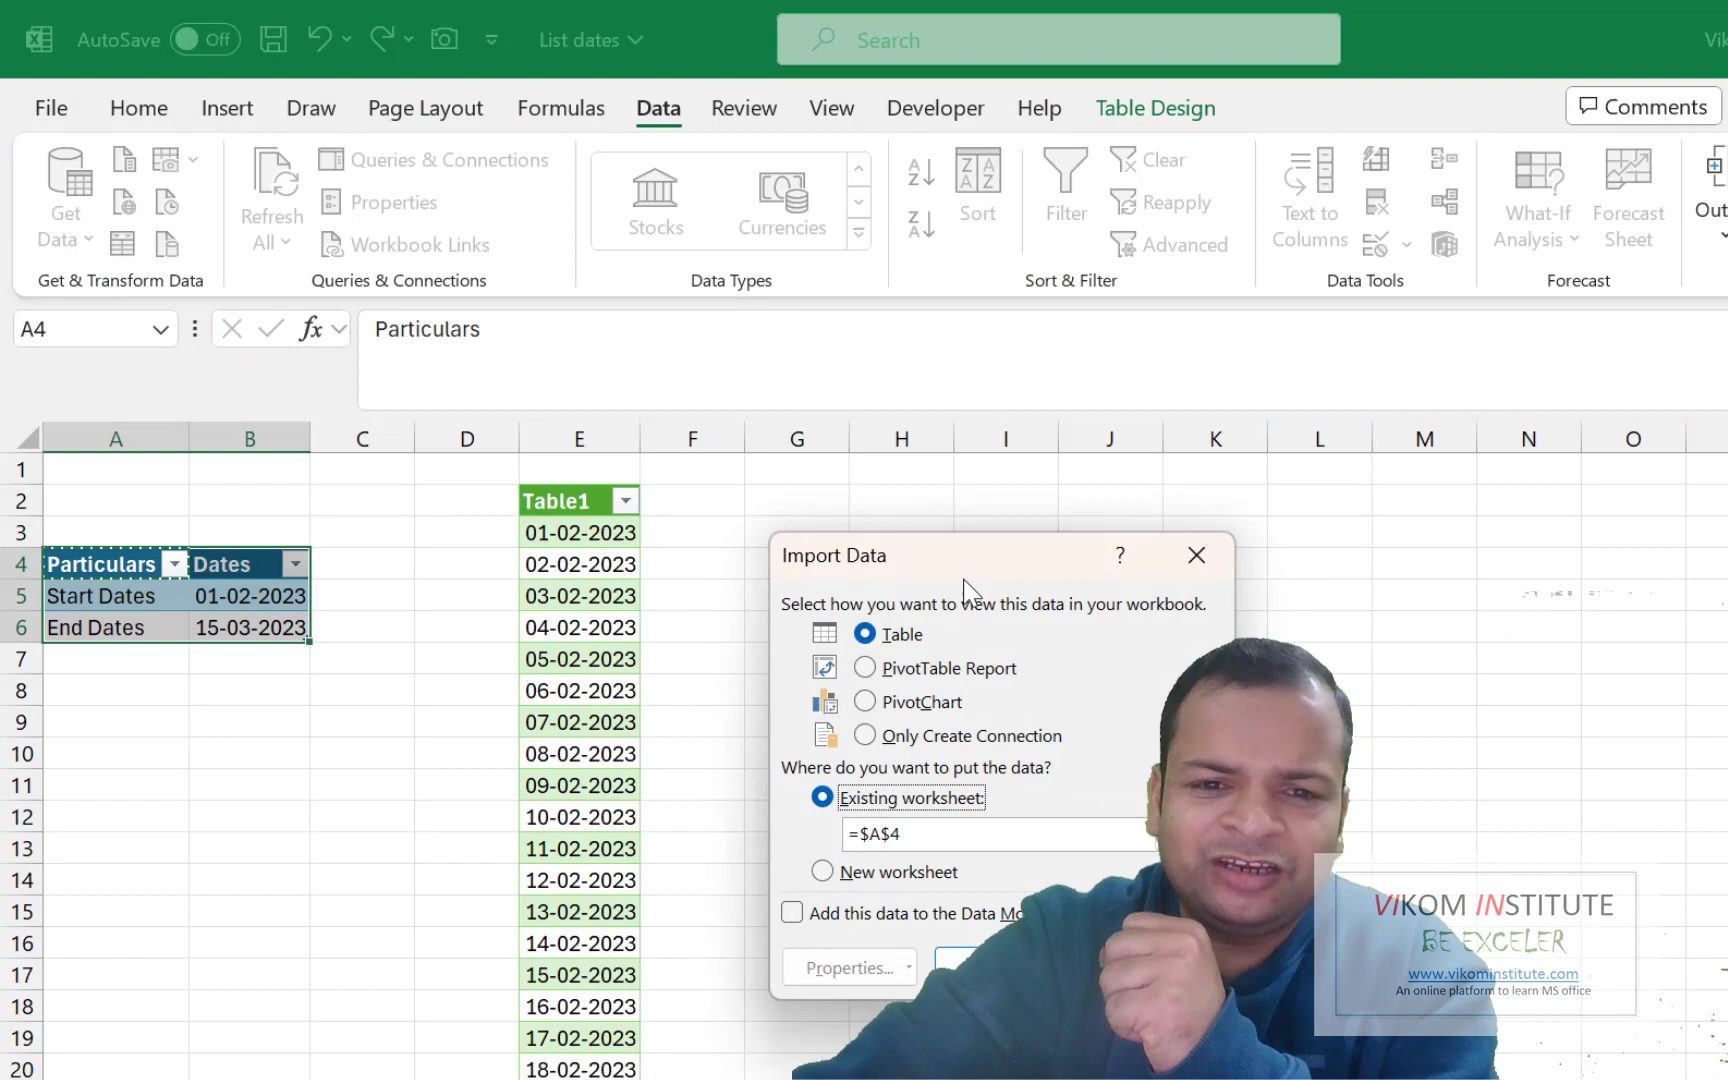 AutoSave Off List dates Search
File Home Insert Draw Page Layout Formulas Data Review View Developer Help Table Design Comments
Get Data
Refresh All
Queries & Connections
Properties
Workbook Links
Stocks Currencies
Sort Filter
Clear
Reapply
Advanced
Text to Columns
What-If Analysis
Forecast Sheet
Get & Transform Data Queries & Connections Data Types Sort & Filter Data Tools Forecast
A4 fx Particulars
A B C D E F G H I J K L M N O
1
2 Table1
3 01-02-2023
4 Particulars Dates 02-02-2023
5 Start Dates 01-02-2023 03-02-2023
6 End Dates 15-03-2023 04-02-2023
7 05-02-2023
8 06-02-2023
9 07-02-2023
10 08-02-2023
11 09-02-2023
12 10-02-2023
13 11-02-2023
14 12-02-2023
15 13-02-2023
16 14-02-2023
17 15-02-2023
18 16-02-2023
19 17-02-2023
20 18-02-2023
Import Data ?
Select how you want to view this data in your workbook.
Table
PivotTable Report
PivotChart
Only Create Connection
Where do you want to put the data?
Existing worksheet:
=$A$4
New worksheet
Add this data to the Data
Properties...
VIKOM INSTITUTE
BE EXCELER
www.vikominstitute.com
An online platform to learn MS office